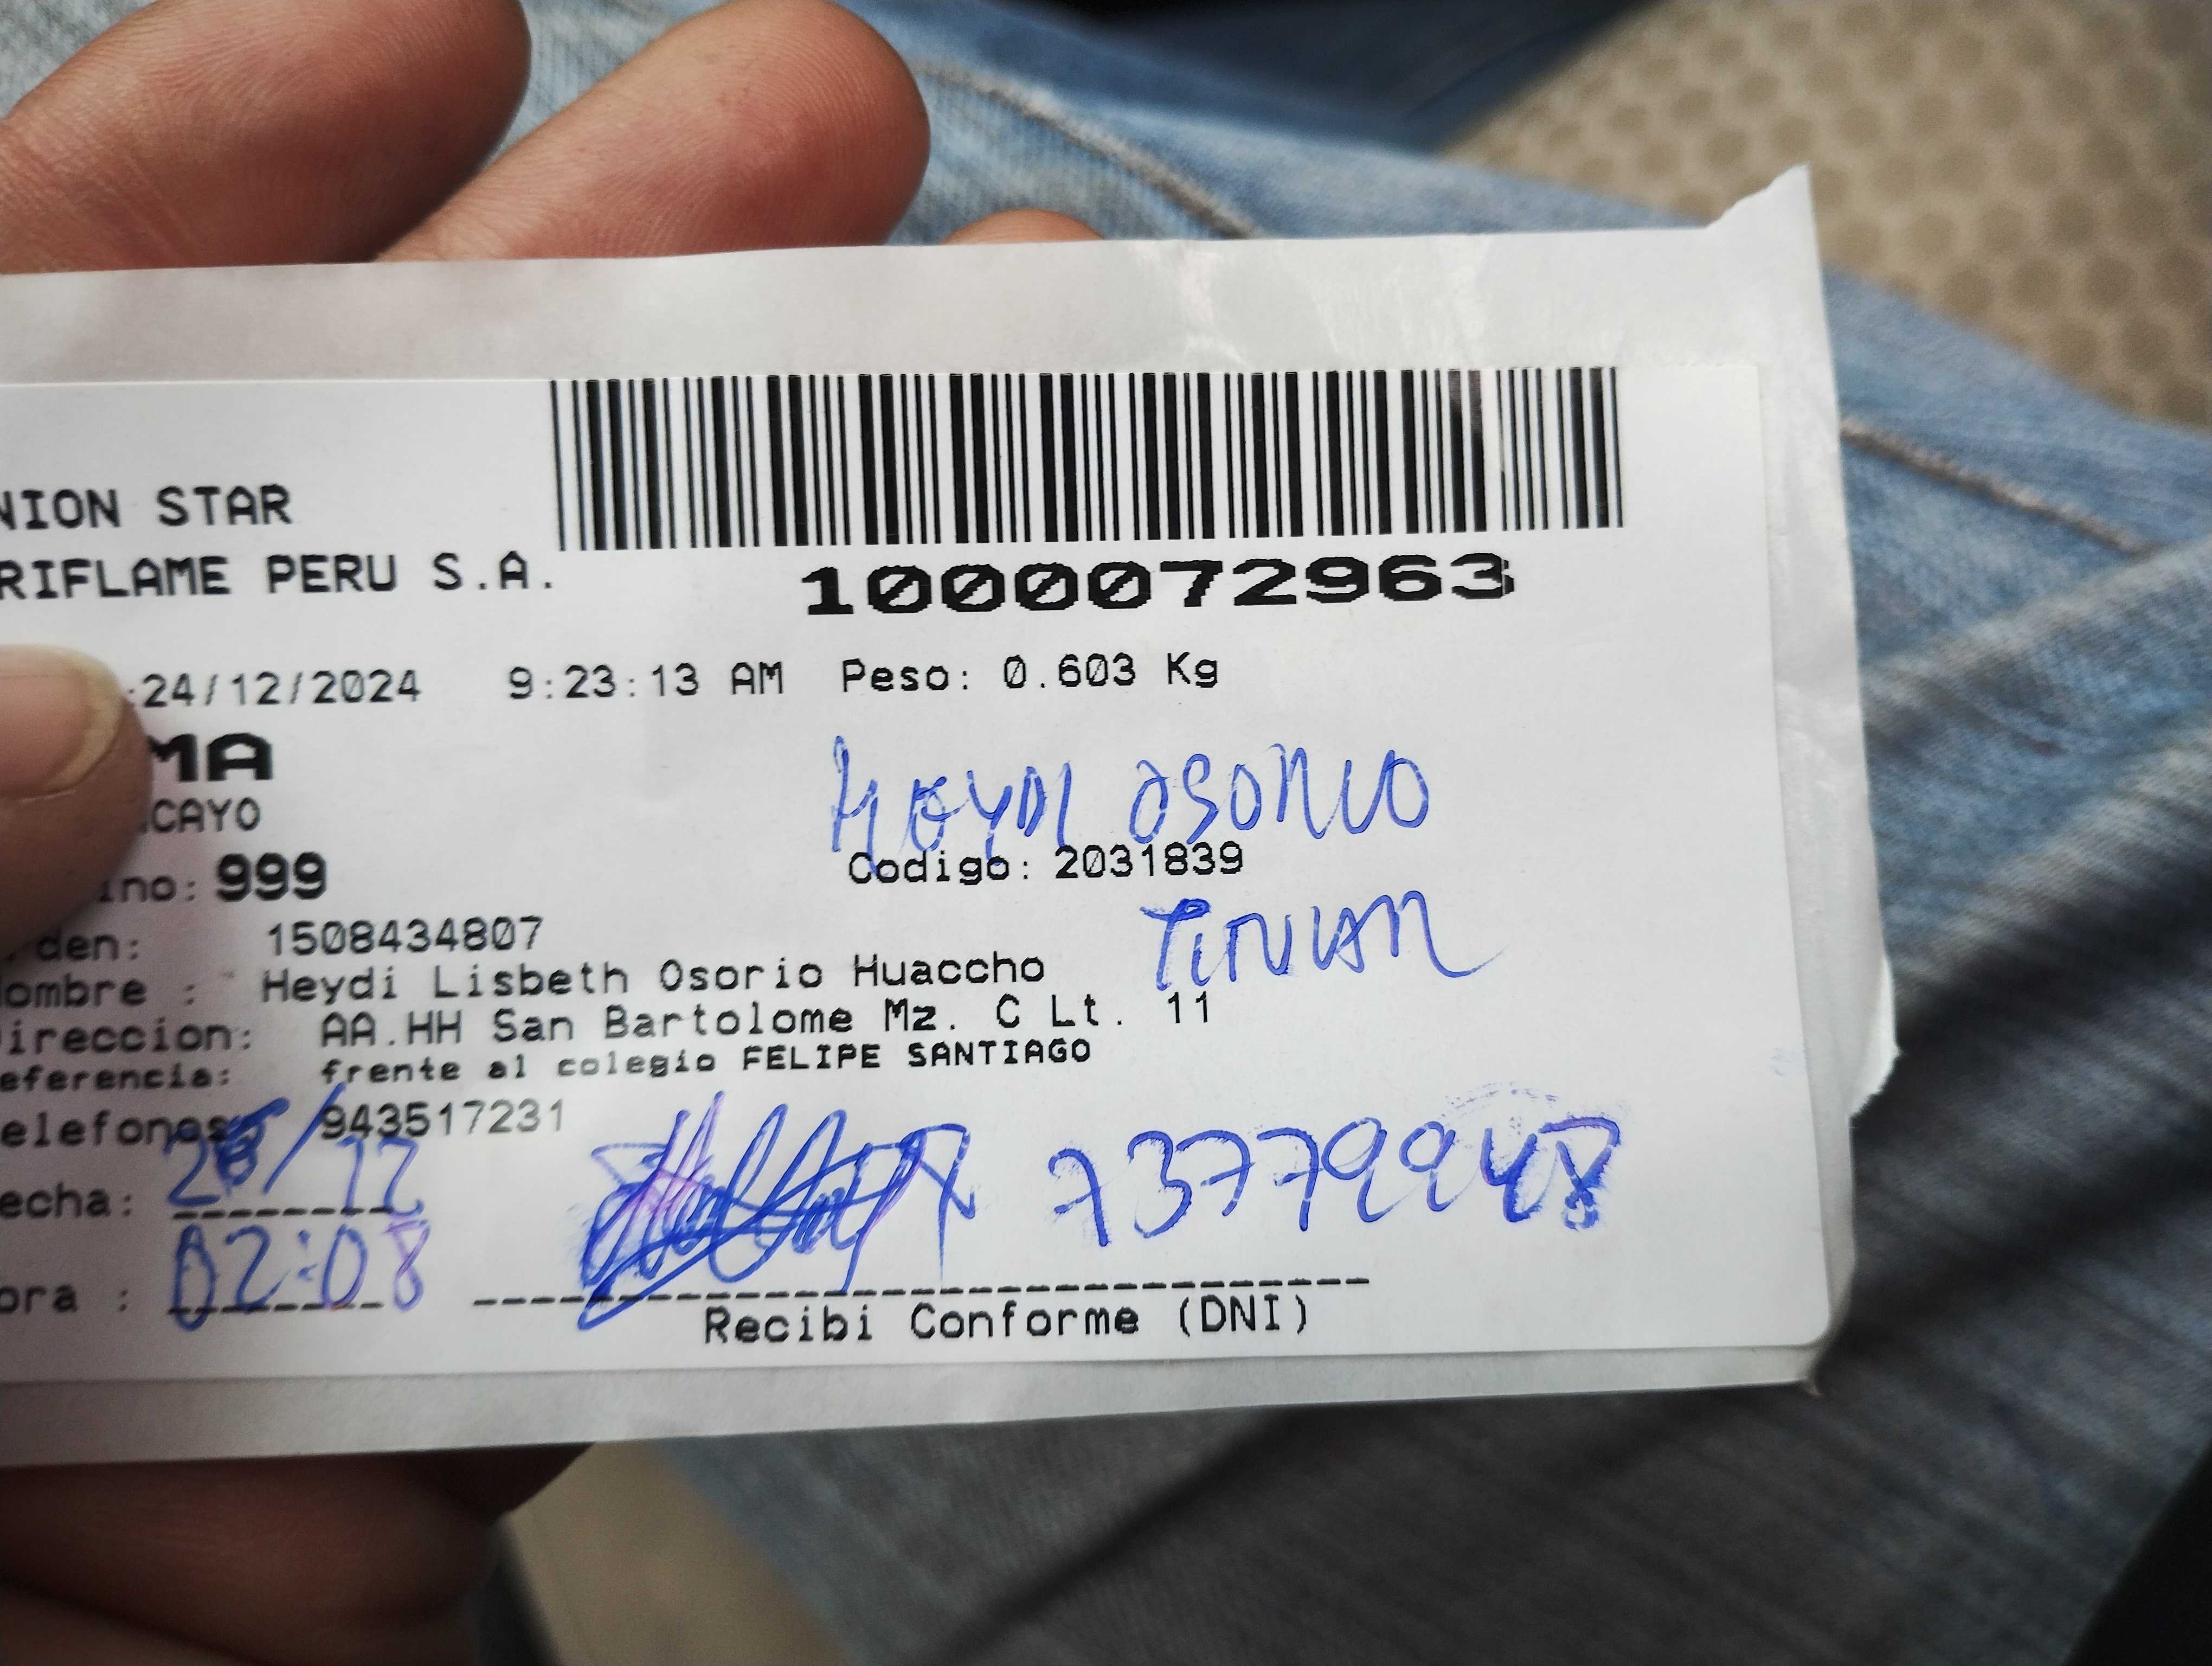 NION STAR
RIFLAME PERU S.A.
1000072963
:24/12/2024 9:23:13 AM Peso: 0.603 Kg
MA
HEYDI OSORIO
CAYO
Codigo: 2031839
ino: 999
TITULAR
den: 1508434807
ombre : Heydi Lisbeth Osorio Huaccho
ireccion: AA.HH San Bartolome Mz. C Lt. 11
eferencia: frente al colegio FELIPE SANTIAGO
elefonos 943517231
echa: /12
73779948
ora : 02:08
Recibi Conforme (DNI)